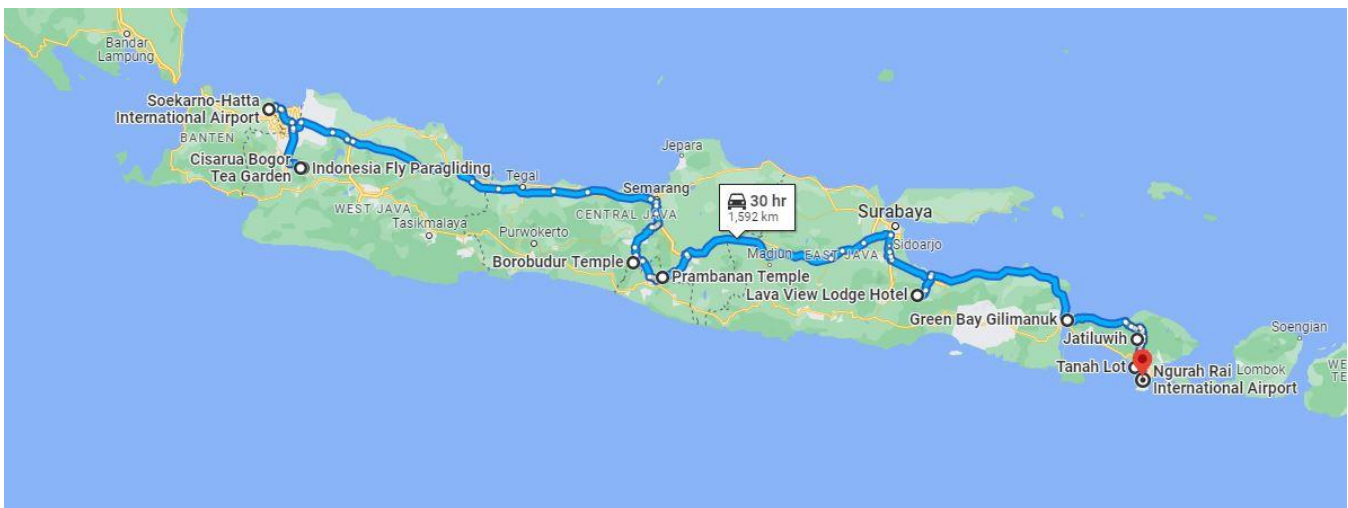 Bandar
Lampung
Soekarno-Hatta
International Airport
BANTEN
Cisarua Bogor
Tea Garden
Indonesia Fly Paragliding
WEST JAVA
Tasikmalaya
Tegal
Purwokerto
CENTRAL JAVA
Jepara
Semarang
30 hr
1,592 km
Borobudur Temple
Prambanan Temple
Madiun
EAST JAVA
Surabaya
Sidoarjo
Lava View Lodge Hotel
Green Bay Gilimanuk
Jatiluwih
Tanah Lot
Ngurah Rai
International Airport
Lombok
Soengian
WE
TE